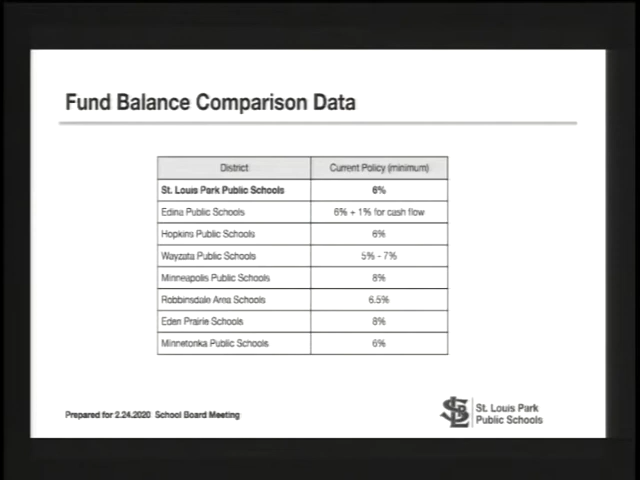 Fund Balance Comparison Data
District Current Policy (minimum)
St. Louis Park Public Schools 6%
Edina Public Schools 6% + 1% for cash flow
Hopkins Public Schools 6%
Wayzata Public Schools 5% - 7%
Minneapolis Public Schools 8%
Robbinsdale Area Schools 6.5%
Eden Prairie Schools 8%
Minnetonka Public Schools 6%
Prepared for 2.24.2020 School Board Meeting
St. Louis Park
Public Schools